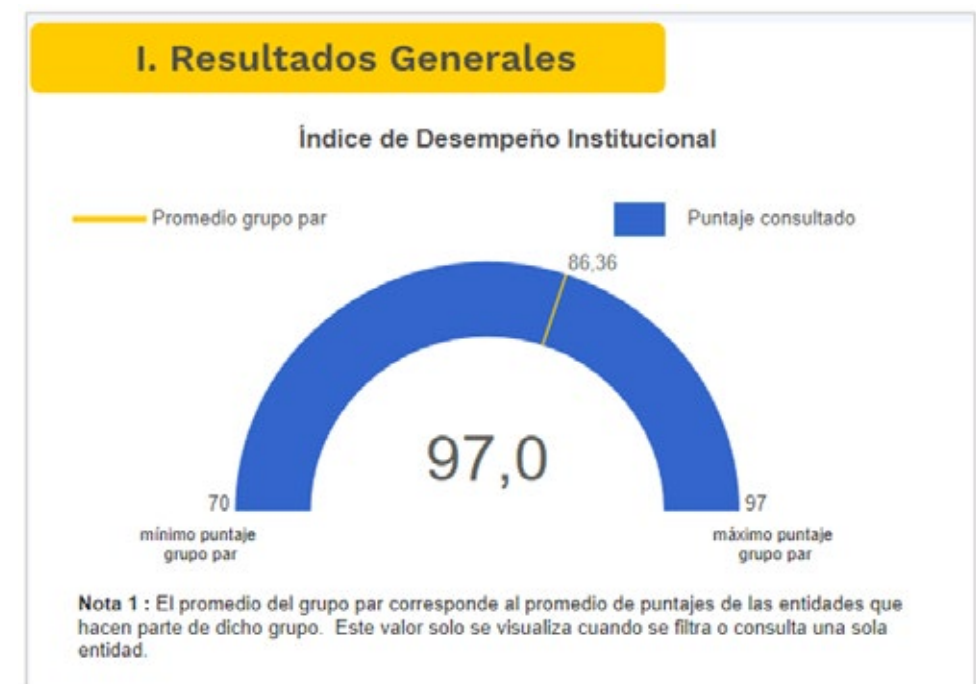 I. Resultados Generales
Índice de Desempeño Institucional
Promedio grupo par
Puntaje consultado
86,36
97,0
70
mínimo puntaje
grupo par
97
máximo puntaje
grupo par
Nota 1 : El promedio del grupo par corresponde al promedio de puntajes de las entidades que
hacen parte de dicho grupo. Este valor solo se visualiza cuando se filtra o consulta una sola
entidad.